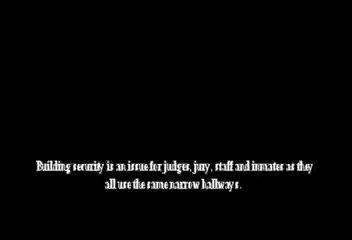 Building security is an issue for judges, jury, staff and inmates as they
all use the same narrow hallways.